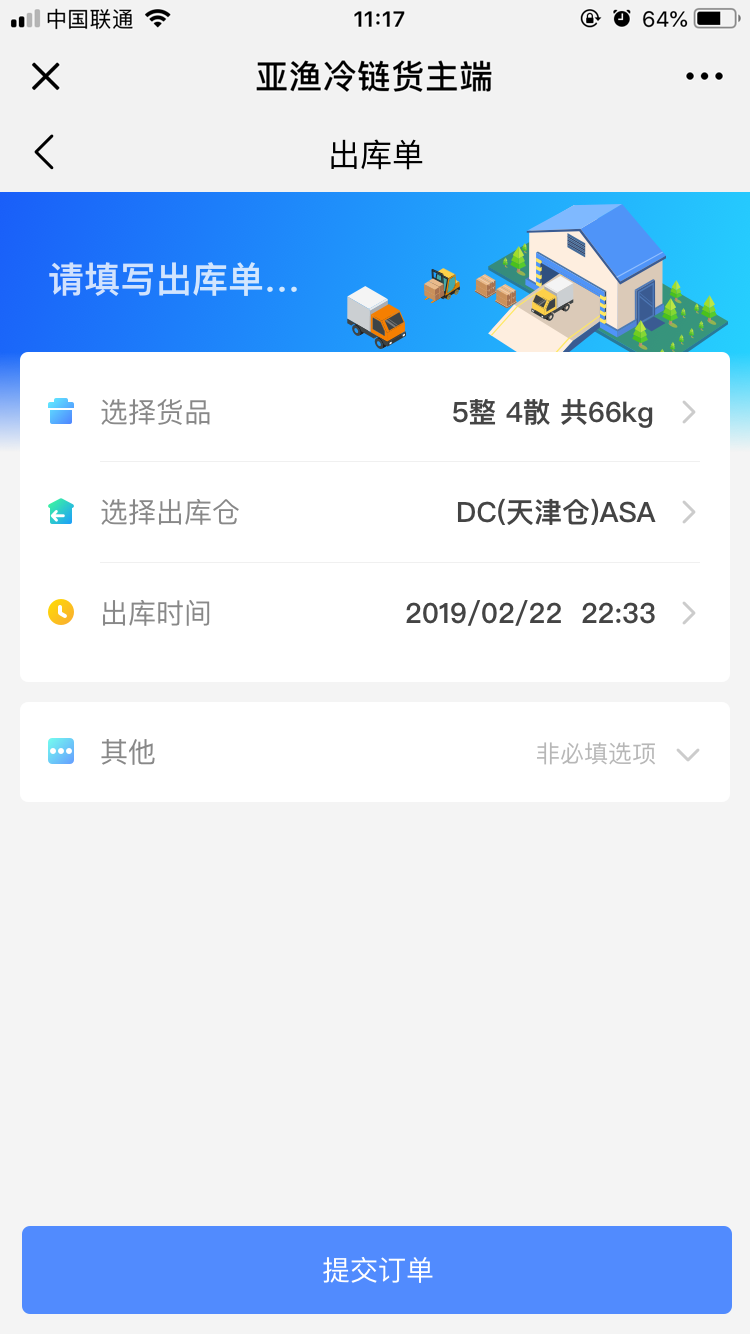 中国联通 11:17 64%
亚渔冷链货主端
出库单
请填写出库单...
选择货品 5整 4散 共66kg
选择出库仓 DC(天津仓)ASA
出库时间 2019/02/22 22:33
其他 非必填选项
提交订单